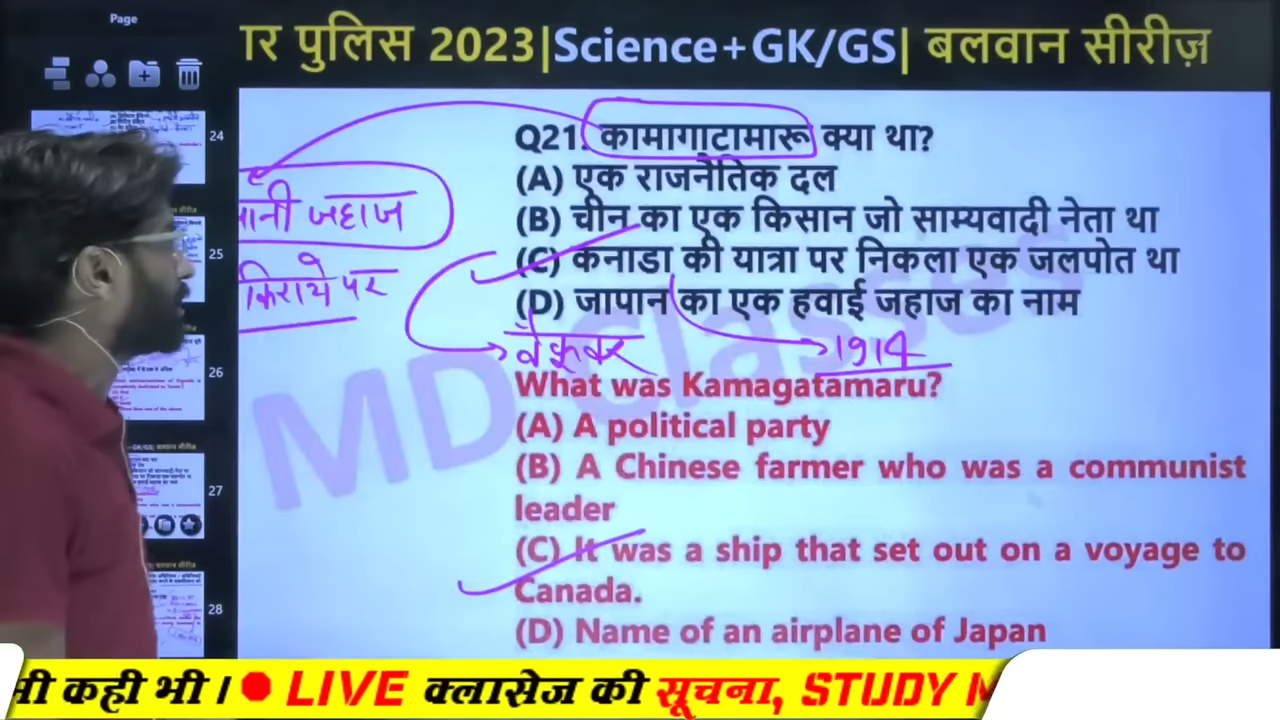 Page
ार पुलिस 2023|Science+GK/GS| बलवान सीरीज़
24
25
26
27
28
Q21. कामागाटामारू क्या था?
(A) एक राजनैतिक दल
(B) चीन का एक किसान जो साम्यवादी नेता था
(C) कनाडा की यात्रा पर निकला एक जलपोत था
(D) जापान का एक हवाई जहाज का नाम
ानी जहाज
किराये पर
वैंकूवर
1914
What was Kamagatamaru?
(A) A political party
(B) A Chinese farmer who was a communist
leader
(C) It was a ship that set out on a voyage to
Canada.
(D) Name of an airplane of Japan
MD Classes
भी कही भी । LIVE क्लासेज की सूचना, STUDY M